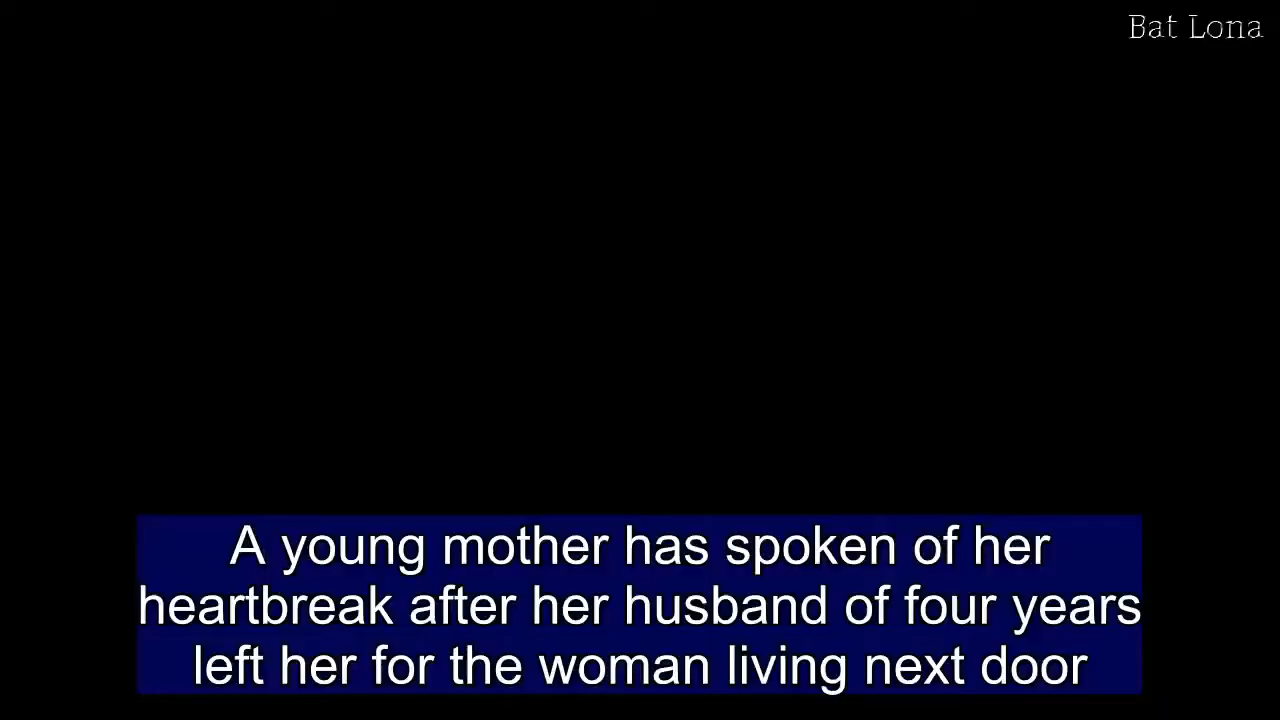 Bat Lona
A young mother has spoken of her
heartbreak after her husband of four years
left her for the woman living next door